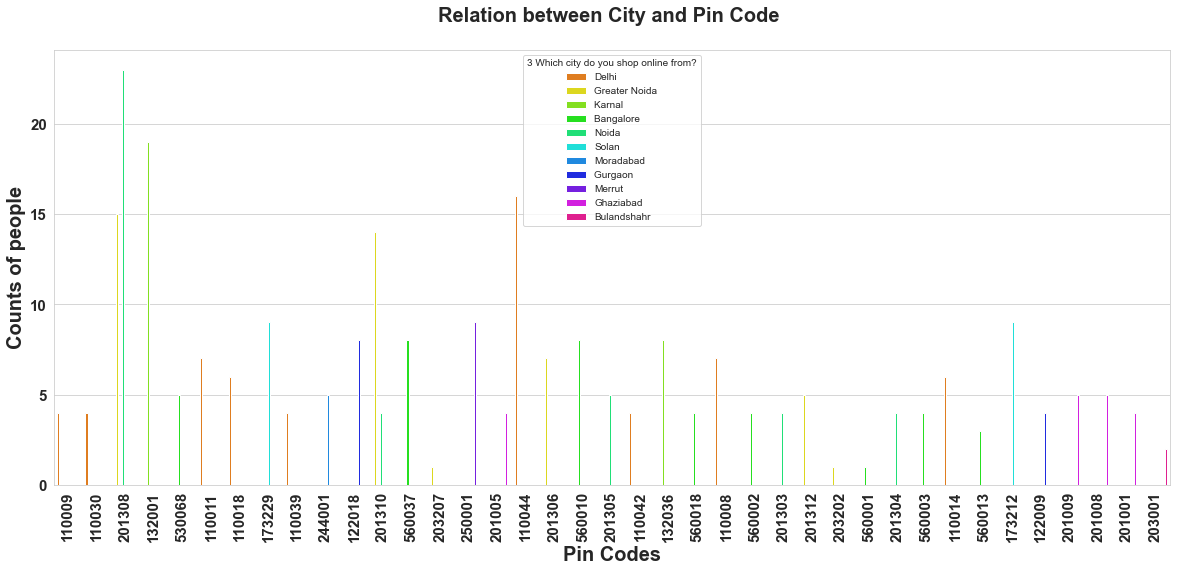 Relation between City and Pin Code
3 Which city do you shop online from?
Delhi
Greater Noida
Karnal
Bangalore
Noida
Solan
Moradabad
Gurgaon
Merrut
Ghaziabad
Bulandshahr
Counts of people
20
15
10
5
0
110009
110030
201308
132001
530068
110011
110018
173229
110039
244001
122018
201310
560037
203207
250001
201005
110044
201306
560010
201305
110042
132036
560018
110008
560002
201303
201312
203202
560001
201304
560003
110014
560013
173212
122009
201009
201008
201001
203001
Pin Codes